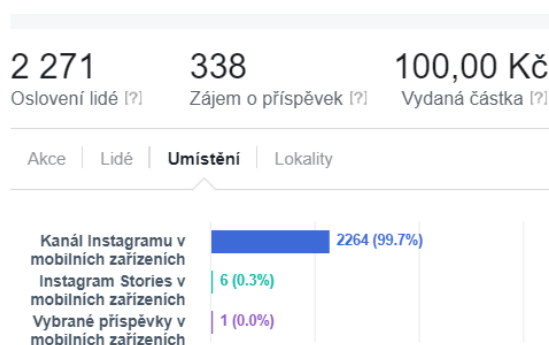 2 271 338 100,00 Kč
Oslovení lidé [?] Zájem o příspěvek [?] Vydaná částka [?]
Akce Lidé Umístění Lokality
Kanál Instagramu v
mobilních zařízeních
2264 (99.7%)
Instagram Stories v
mobilních zařízeních
6 (0.3%)
Vybrané příspěvky v
mobilních zařízeních
1 (0.0%)